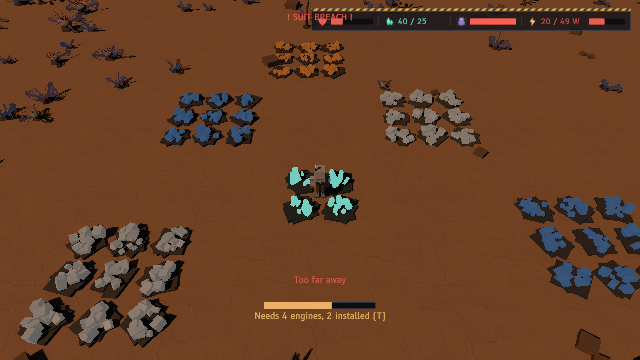 ! SUIT BREACH !
40 / 25
20 / 49 W
Too far away
Needs 4 engines, 2 installed [T]